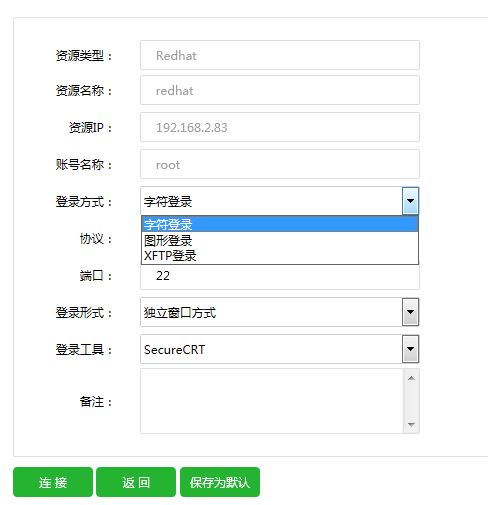 资源类型： Redhat
资源名称： redhat
资源IP： 192.168.2.83
账号名称： root
登录方式： 字符登录
字符登录
图形登录
XFTP登录
协议：
端口： 22
登录形式： 独立窗口方式
登录工具： SecureCRT
备注：
连 接 返 回 保存为默认